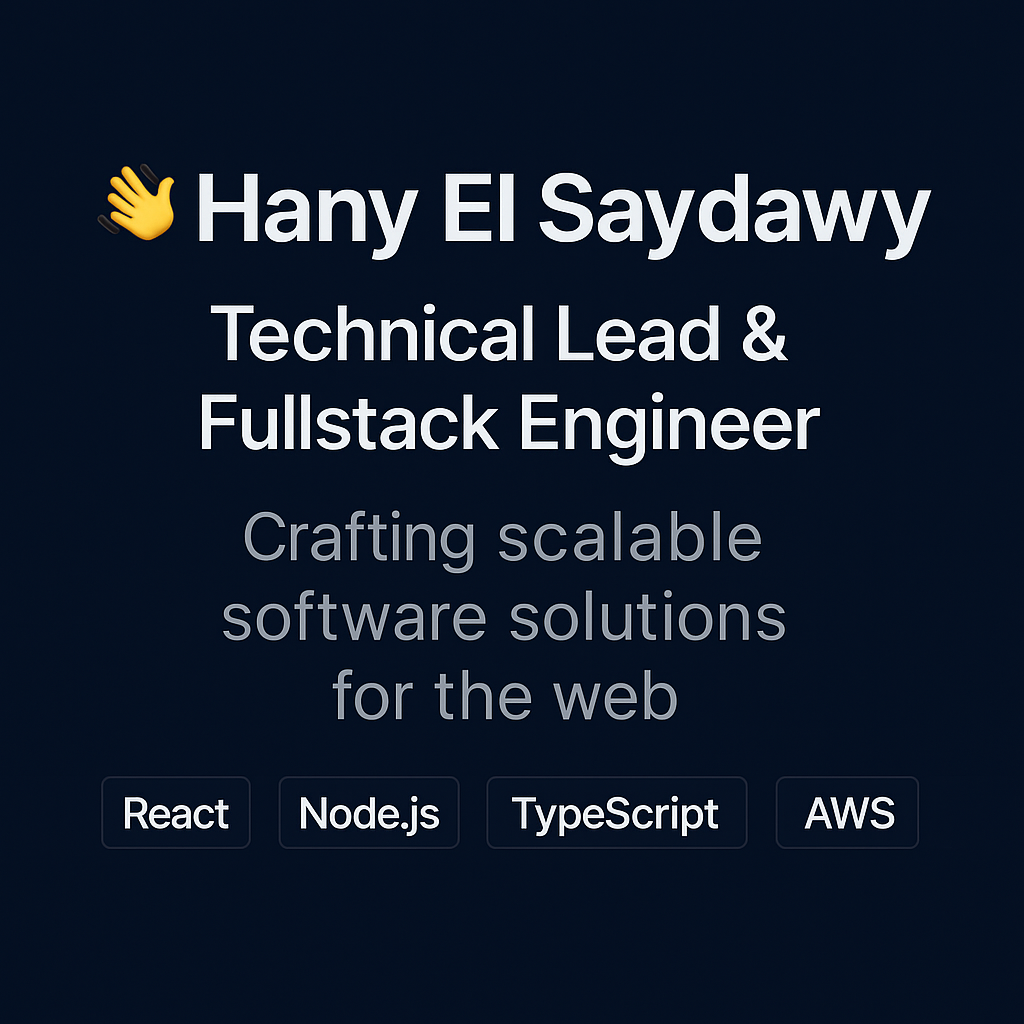 👋 Hany El Saydawy
Technical Lead &
Fullstack Engineer
Crafting scalable
software solutions
for the web
React Node.js TypeScript AWS